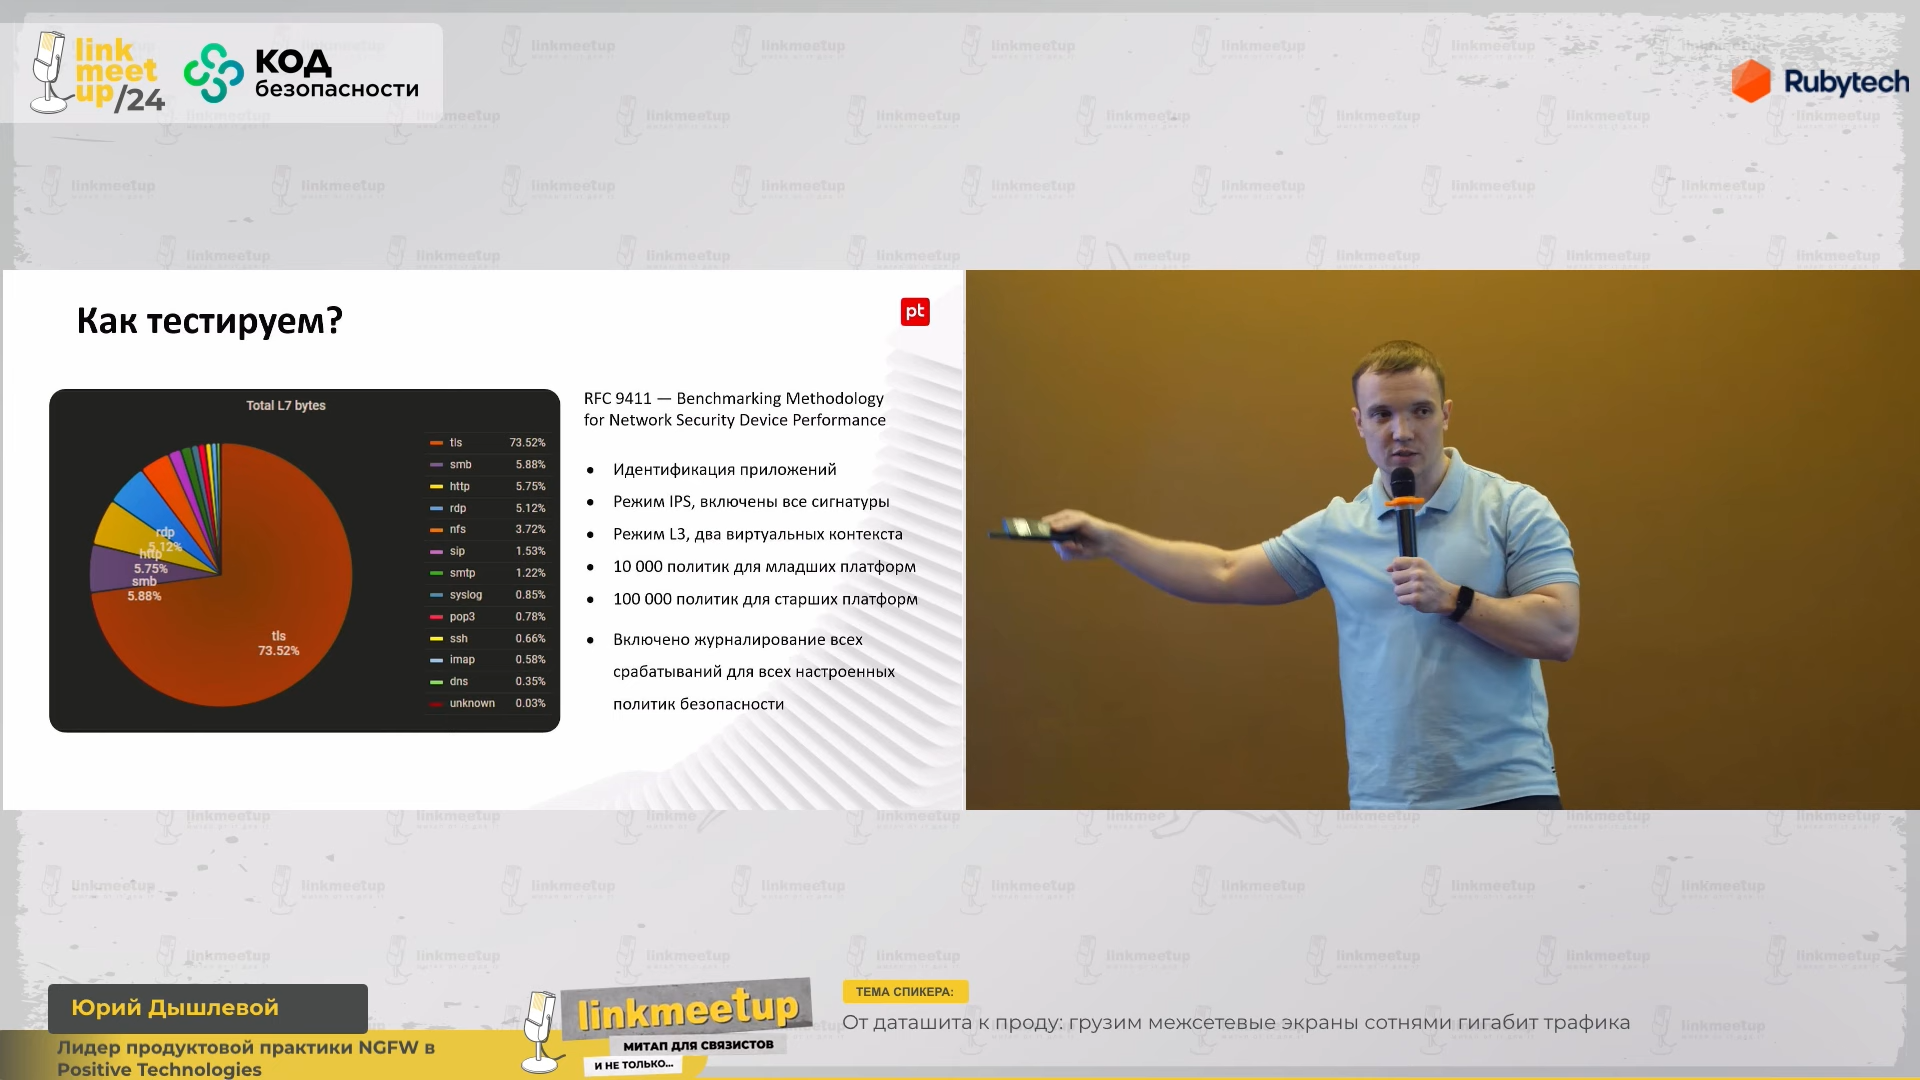 link
meet
up/24
КОД
безопасности
Rubytech
Как тестируем?
pt
Total L7 bytes
tls 73.52%
smb 5.88%
http 5.75%
rdp 5.12%
nfs 3.72%
sip 1.53%
smtp 1.22%
syslog 0.85%
pop3 0.78%
ssh 0.66%
imap 0.58%
dns 0.35%
unknown 0.03%
rdp
5.12%
http
5.75%
smb
5.88%
tls
73.52%
RFC 9411 — Benchmarking Methodology
for Network Security Device Performance
• Идентификация приложений
• Режим IPS, включены все сигнатуры
• Режим L3, два виртуальных контекста
• 10 000 политик для младших платформ
• 100 000 политик для старших платформ
• Включено журналирование всех
срабатываний для всех настроенных
политик безопасности
Юрий Дышлевой
Лидер продуктовой практики NGFW в
Positive Technologies
linkmeetup
МИТАП ДЛЯ СВЯЗИСТОВ
И НЕ ТОЛЬКО...
ТЕМА СПИКЕРА:
От даташита к проду: грузим межсетевые экраны сотнями гигабит трафика